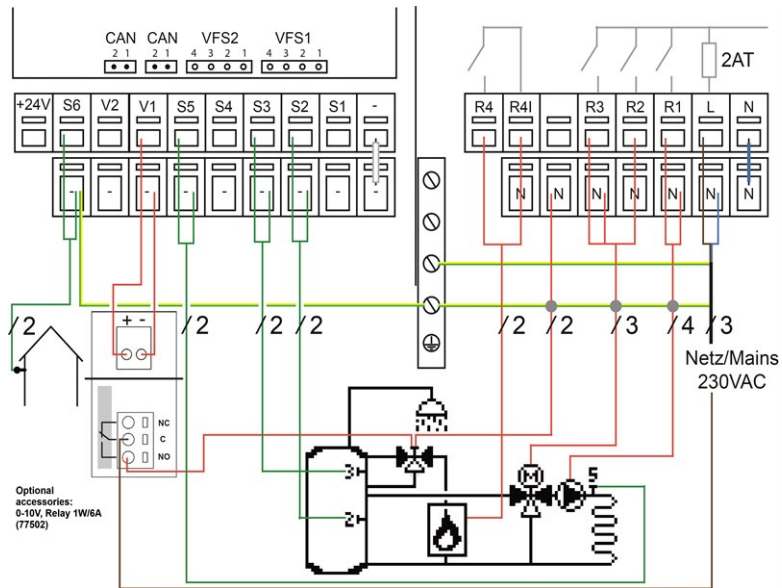 CAN CAN VFS2 VFS1
2 1 2 1 4 3 2 1 4 3 2 1
2AT
+24V S6 V2 V1 S5 S4 S3 S2 S1 - R4 R4I R3 R2 R1 L N
- - - - - - - - - N N N N N N N
/2 /2 /2 /2 /2 /2 /3 /4 /3
+ -
Netz/Mains
230VAC
NC
C
NO
3
M
S
2
Optional
accessories:
0-10V, Relay 1W/6A
(77502)